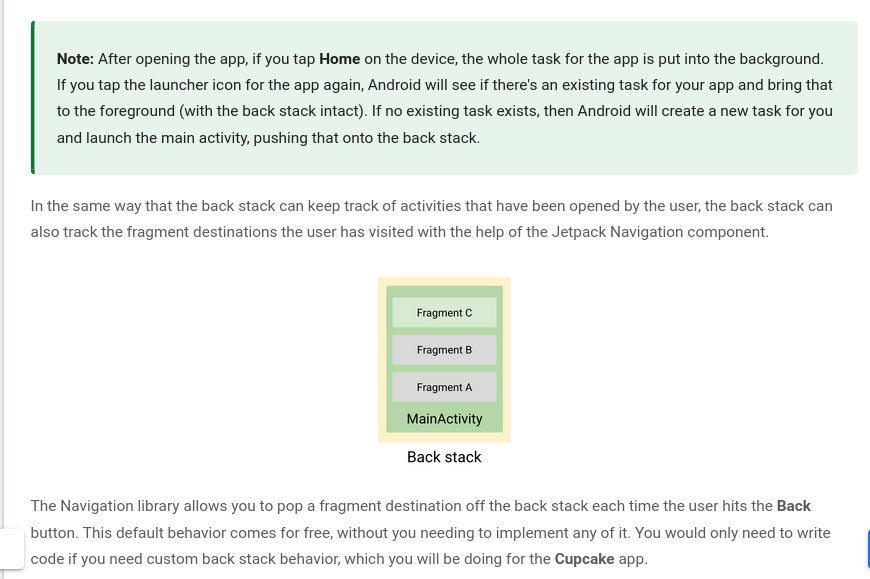 Note: After opening the app, if you tap Home on the device, the whole task for the app is put into the background.
If you tap the launcher icon for the app again, Android will see if there's an existing task for your app and bring that
to the foreground (with the back stack intact). If no existing task exists, then Android will create a new task for you
and launch the main activity, pushing that onto the back stack.
In the same way that the back stack can keep track of activities that have been opened by the user, the back stack can
also track the fragment destinations the user has visited with the help of the Jetpack Navigation component.
Fragment C
Fragment B
Fragment A
MainActivity
Back stack
The Navigation library allows you to pop a fragment destination off the back stack each time the user hits the Back
button. This default behavior comes for free, without you needing to implement any of it. You would only need to write
code if you need custom back stack behavior, which you will be doing for the Cupcake app.